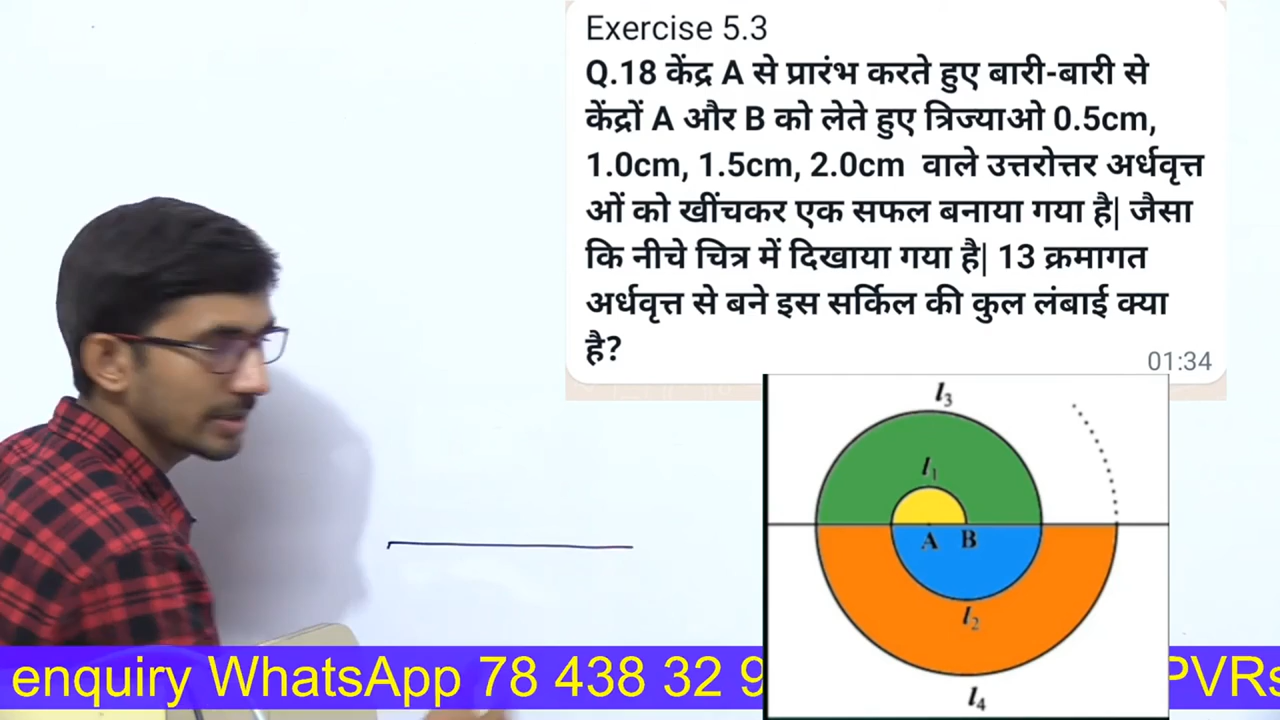 Exercise 5.3
Q.18 केंद्र A से प्रारंभ करते हुए बारी-बारी से
केंद्रों A और B को लेते हुए त्रिज्याओ 0.5cm,
1.0cm, 1.5cm, 2.0cm वाले उत्तरोत्तर अर्धवृत्त
ओं को खींचकर एक सफल बनाया गया है| जैसा
कि नीचे चित्र में दिखाया गया है| 13 क्रमागत
अर्धवृत्त से बने इस सर्किल की कुल लंबाई क्या
है?
01:34
l₃
l₁
A B
l₂
l₄
enquiry WhatsApp 78 438 32 9
PVRs